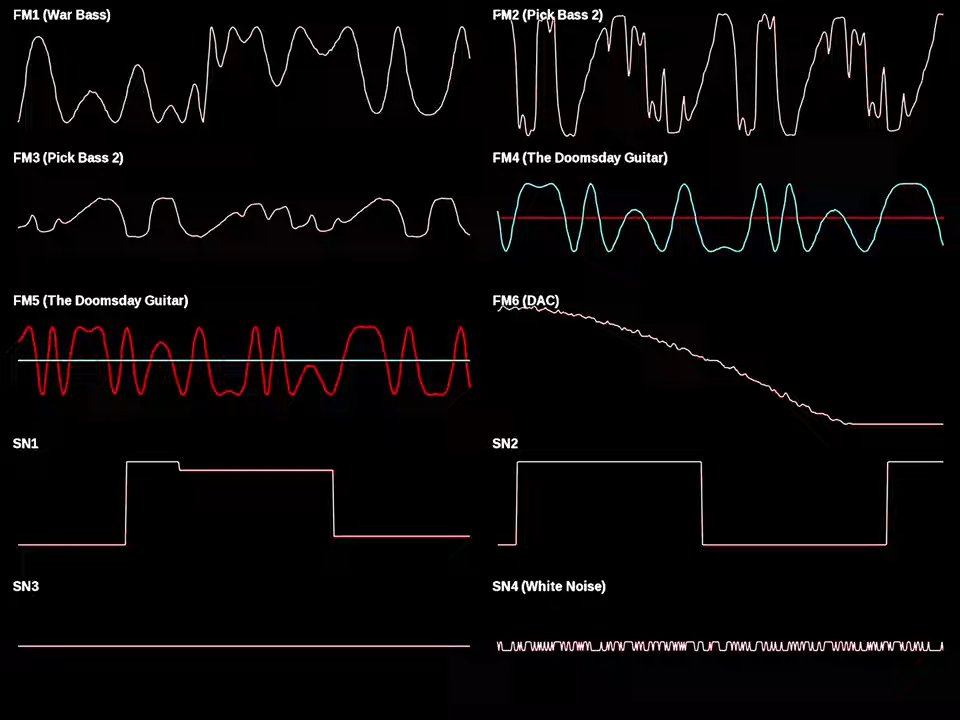 FM1 (War Bass)
FM2 (Pick Bass 2)
FM3 (Pick Bass 2)
FM4 (The Doomsday Guitar)
FM5 (The Doomsday Guitar)
FM6 (DAC)
SN1
SN2
SN3
SN4 (White Noise)